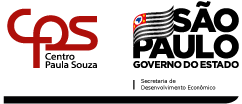 cps
Centro
Paula Souza
SÃO
PAULO
GOVERNO DO ESTADO
Secretaria de
Desenvolvimento Econômico